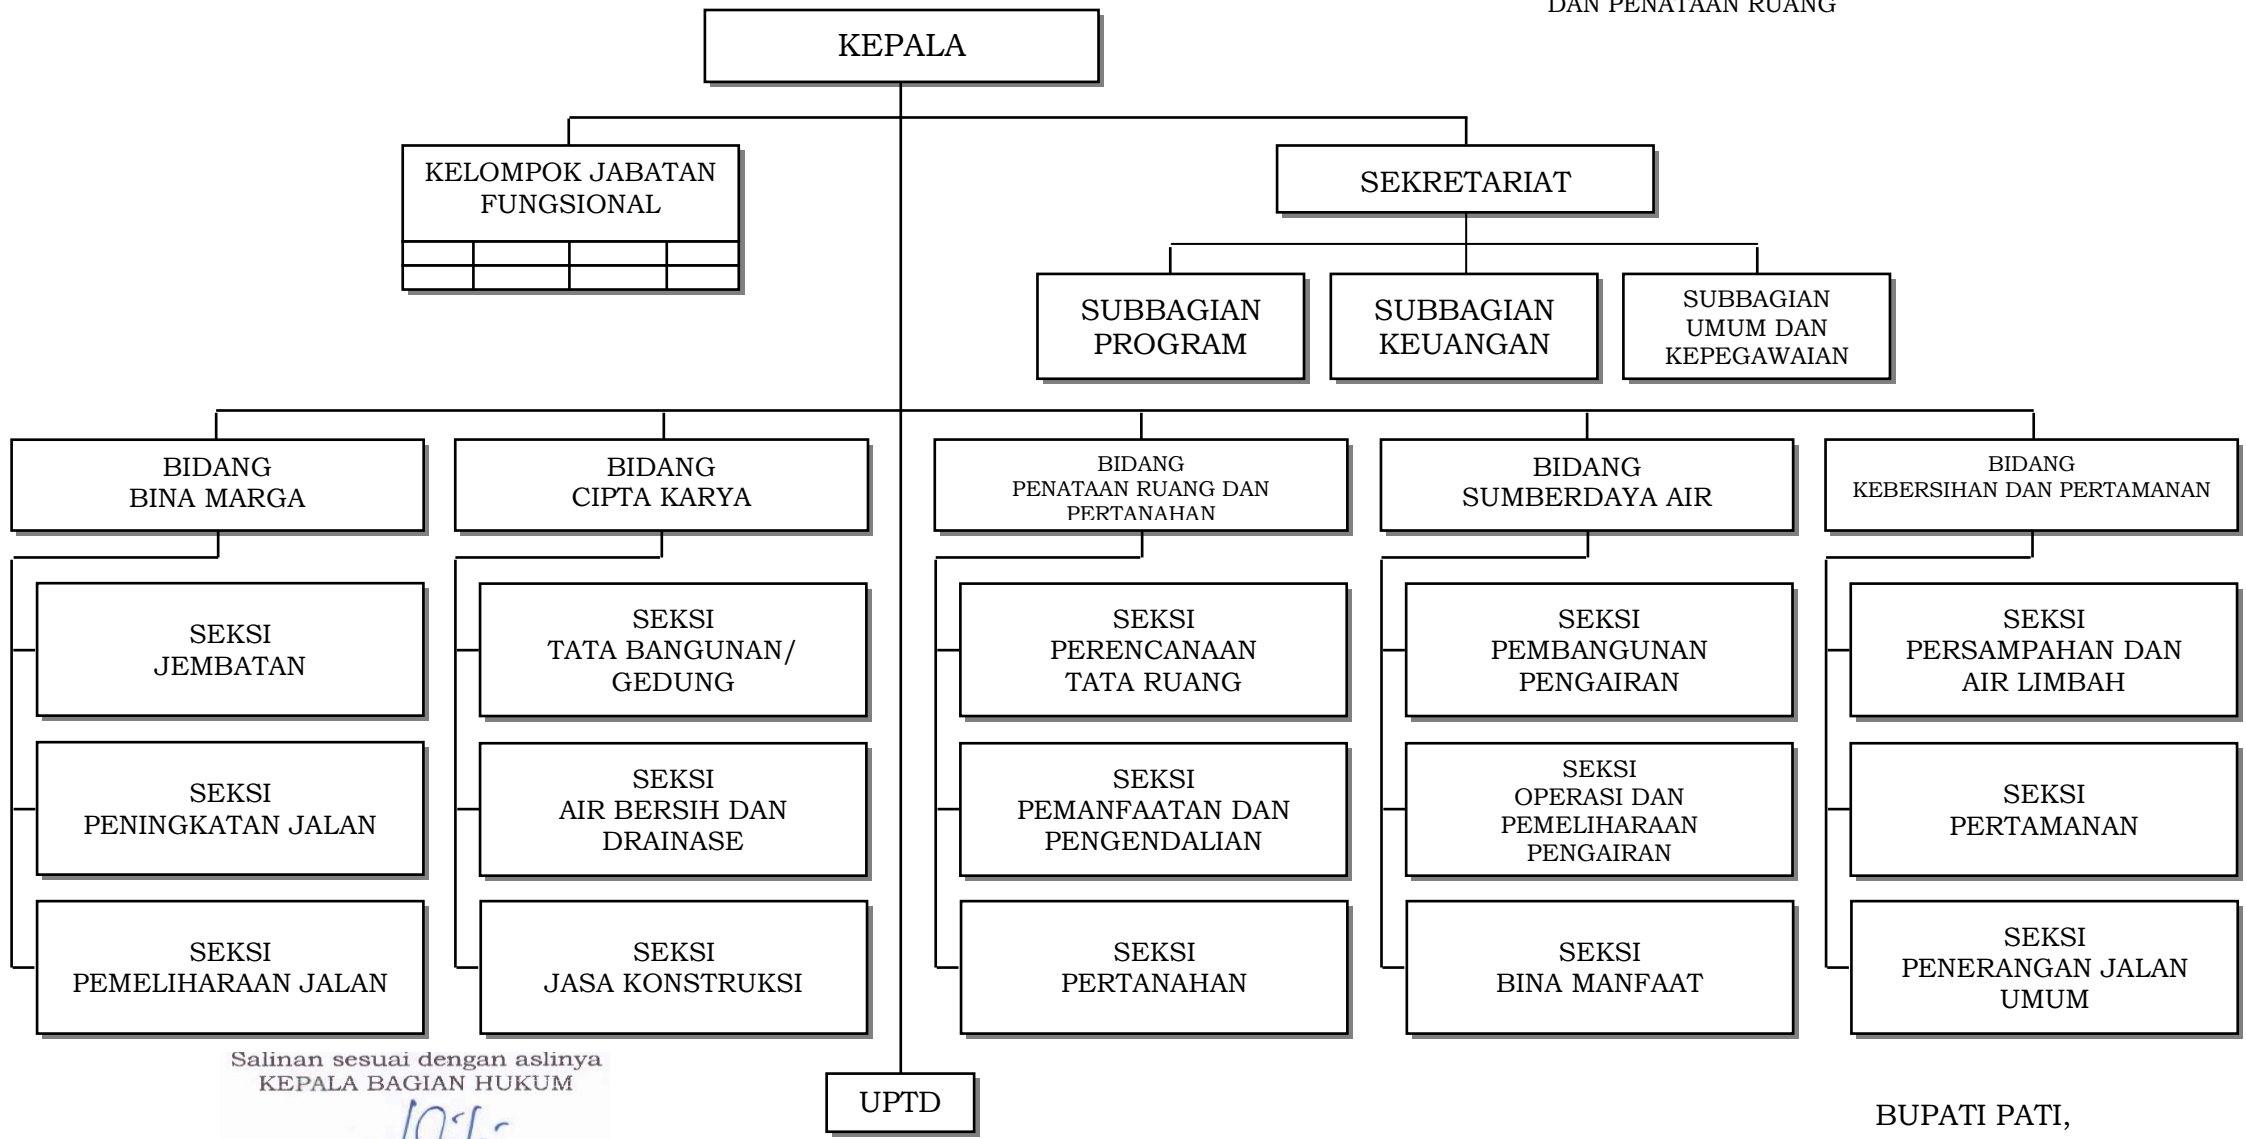 DAN PENATAAN RUANG
KEPALA
KELOMPOK JABATAN
FUNGSIONAL
SEKRETARIAT
SUBBAGIAN
PROGRAM
SUBBAGIAN
KEUANGAN
SUBBAGIAN
UMUM DAN
KEPEGAWAIAN
BIDANG
BINA MARGA
BIDANG
CIPTA KARYA
BIDANG
PENATAAN RUANG DAN
PERTANAHAN
BIDANG
SUMBERDAYA AIR
BIDANG
KEBERSIHAN DAN PERTAMANAN
SEKSI
JEMBATAN
SEKSI
TATA BANGUNAN/
GEDUNG
SEKSI
PERENCANAAN
TATA RUANG
SEKSI
PEMBANGUNAN
PENGAIRAN
SEKSI
PERSAMPAHAN DAN
AIR LIMBAH
SEKSI
PENINGKATAN JALAN
SEKSI
AIR BERSIH DAN
DRAINASE
SEKSI
PEMANFAATAN DAN
PENGENDALIAN
SEKSI
OPERASI DAN
PEMELIHARAAN
PENGAIRAN
SEKSI
PERTAMANAN
SEKSI
PEMELIHARAAN JALAN
SEKSI
JASA KONSTRUKSI
SEKSI
PERTANAHAN
SEKSI
BINA MANFAAT
SEKSI
PENERANGAN JALAN
UMUM
Salinan sesuai dengan aslinya
KEPALA BAGIAN HUKUM
UPTD
BUPATI PATI,